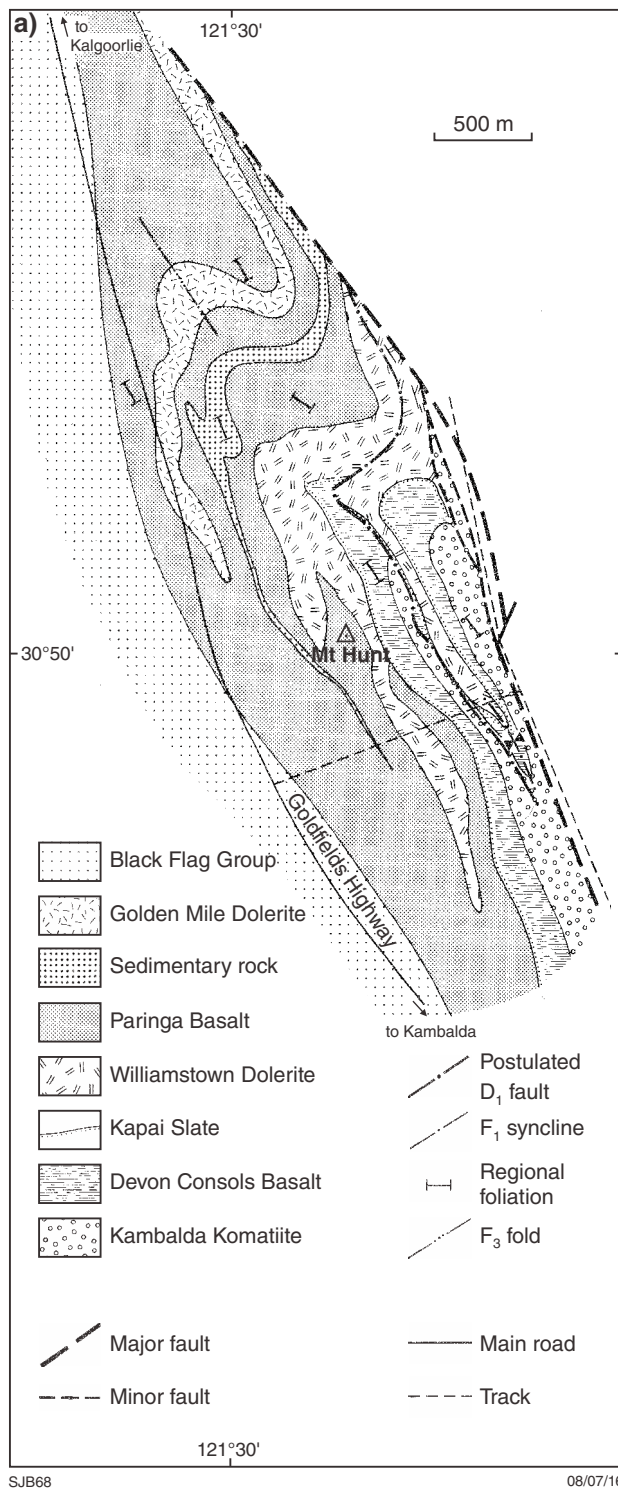 a)
to
Kalgoorlie
121°30'
500 m
30°50'
Mt Hunt
Goldfields Highway
to Kambalda
Black Flag Group
Golden Mile Dolerite
Sedimentary rock
Paringa Basalt
Williamstown Dolerite
Kapai Slate
Devon Consols Basalt
Kambalda Komatiite
Postulated
D1 fault
F1 syncline
Regional
foliation
F3 fold
Major fault
Minor fault
Main road
Track
121°30'
SJB68
08/07/16